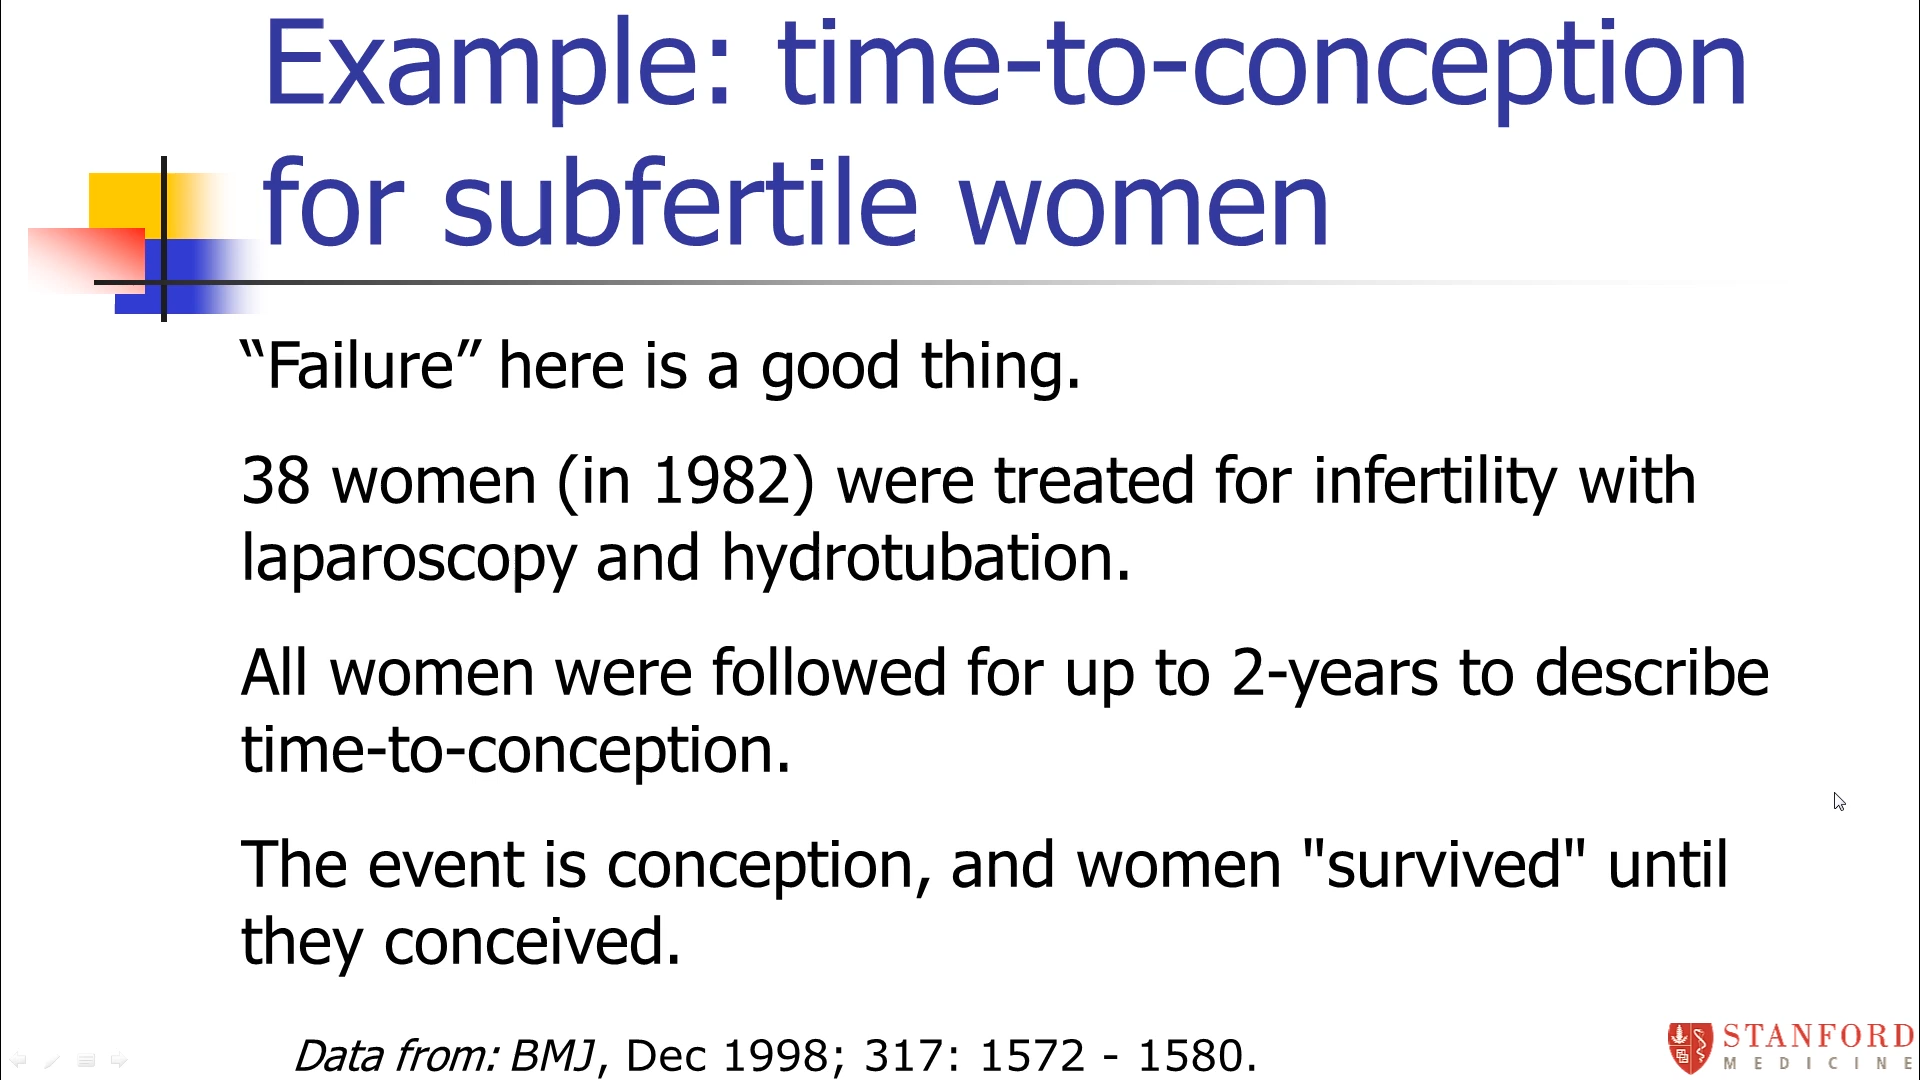 Example: time-to-conception
for subfertile women
“Failure” here is a good thing.
38 women (in 1982) were treated for infertility with
laparoscopy and hydrotubation.
All women were followed for up to 2-years to describe
time-to-conception.
The event is conception, and women "survived" until
they conceived.
Data from: BMJ, Dec 1998; 317: 1572 - 1580.
STANFORD
MEDICINE